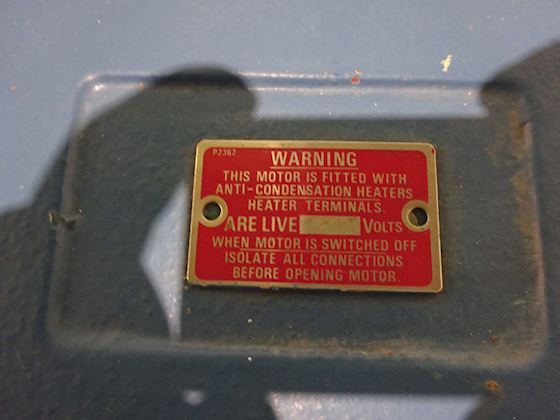 P2362
WARNING
THIS MOTOR IS FITTED WITH
ANTI-CONDENSATION HEATERS
HEATER TERMINALS.
ARE LIVE VOLTS
WHEN MOTOR IS SWITCHED OFF
ISOLATE ALL CONNECTIONS
BEFORE OPENING MOTOR.